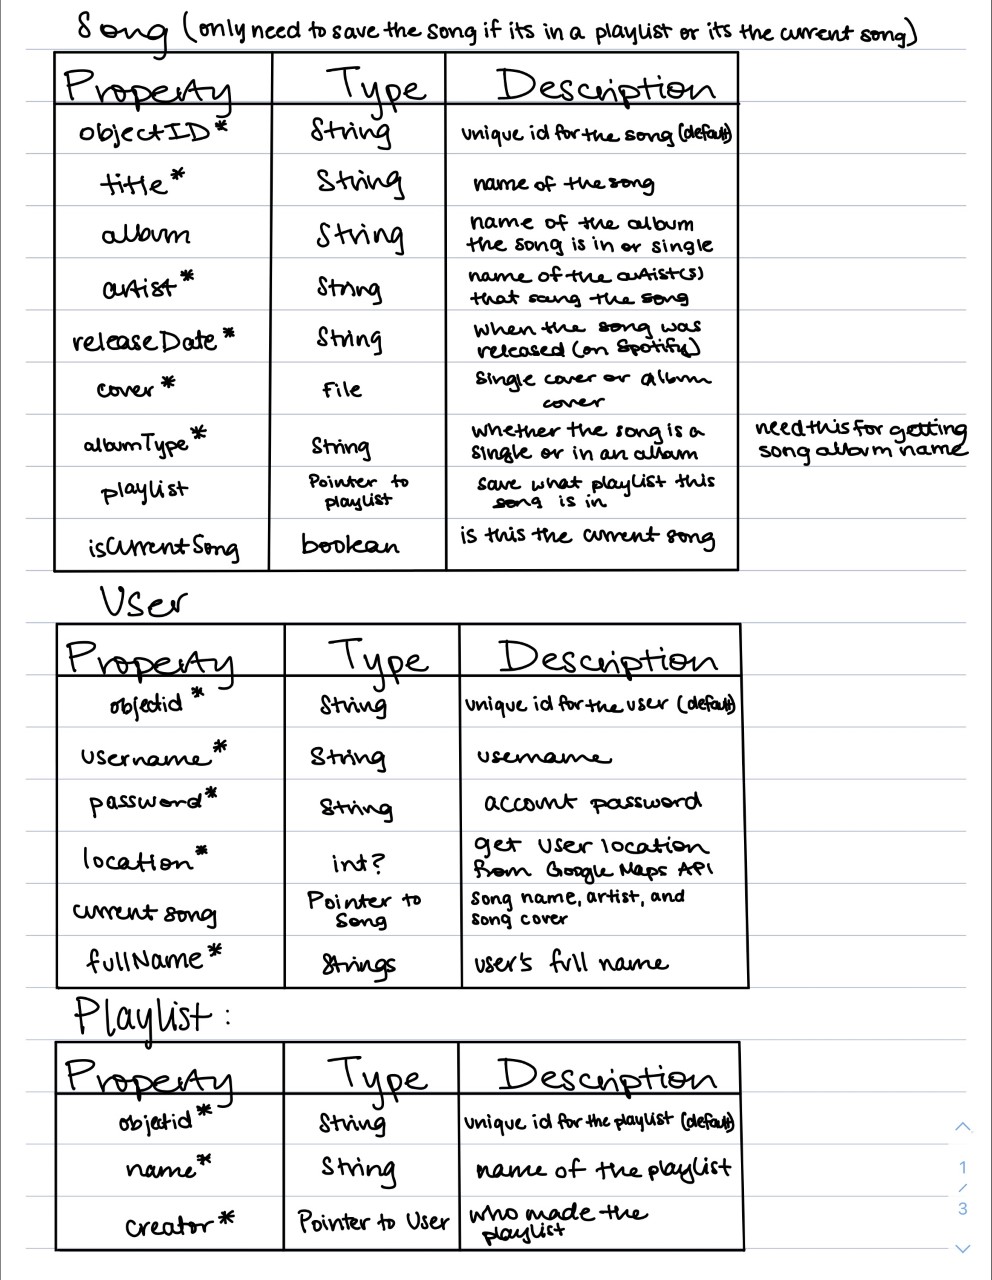 Song (only need to save the song if its in a playlist or its the current song)
Property Type Description
objectID* String unique id for the song (default)
title* String name of the song
album String name of the album
the song is in or single
artist* String name of the artist(s)
that sang the song
releaseDate* String when the song was
released (on Spotify)
cover* File single cover or album
cover
albumType* String whether the song is a
single or in an album
need this for getting
song album name
playlist Pointer to
playlist
save what playlist this
song is in
isCurrentSong boolean is this the current song
User
Property Type Description
objectid* String unique id for the user (default)
username* String username
password* String account password
location* int? get user location
from Google Maps API
current song Pointer to
Song
song name, artist, and
song cover
fullName* Strings user's full name
Playlist:
Property Type Description
objectid* String unique id for the playlist (default)
name* String name of the playlist
creator* Pointer to User who made the
playlist
1
/
3